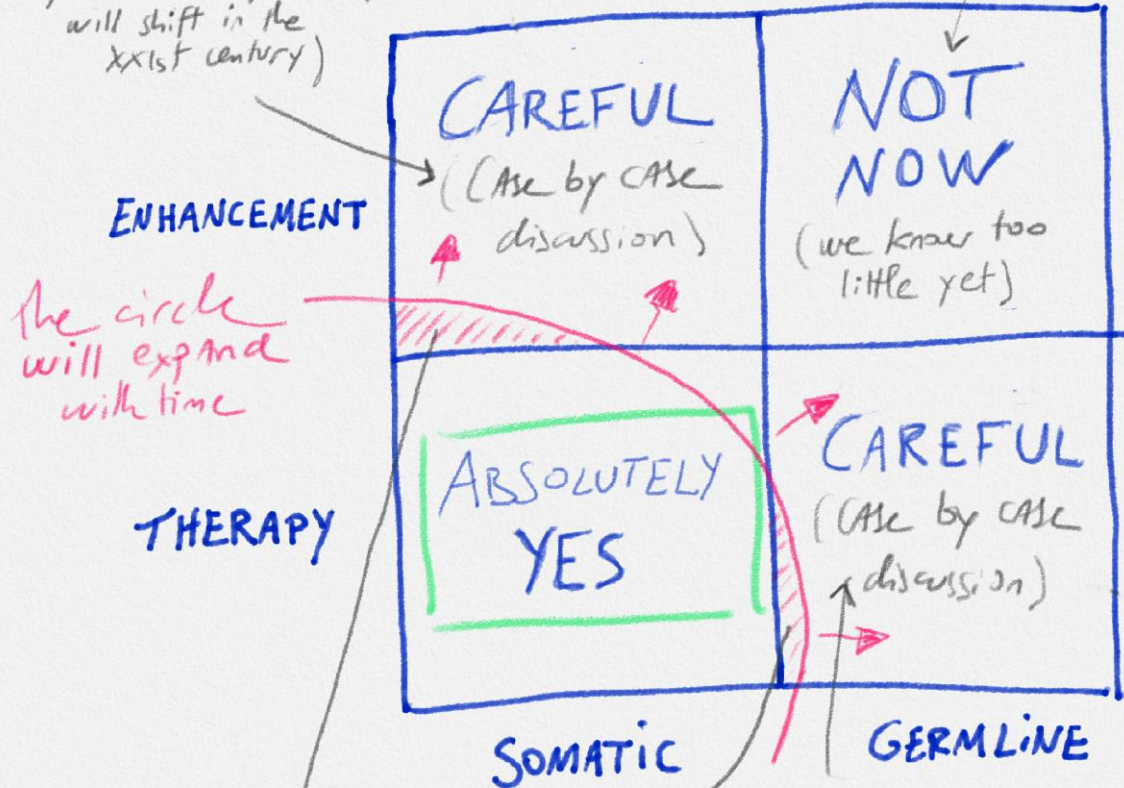 will shift in the
XXIst century)
CAREFUL
(CASE by CASE
discussion)
NOT
NOW
(we know too
little yet)
ENHANCEMENT
the circle
will expand
with time
THERAPY
ABSOLUTELY
YES
CAREFUL
(CASE by CASE
discussion)
SOMATIC
GERMLINE